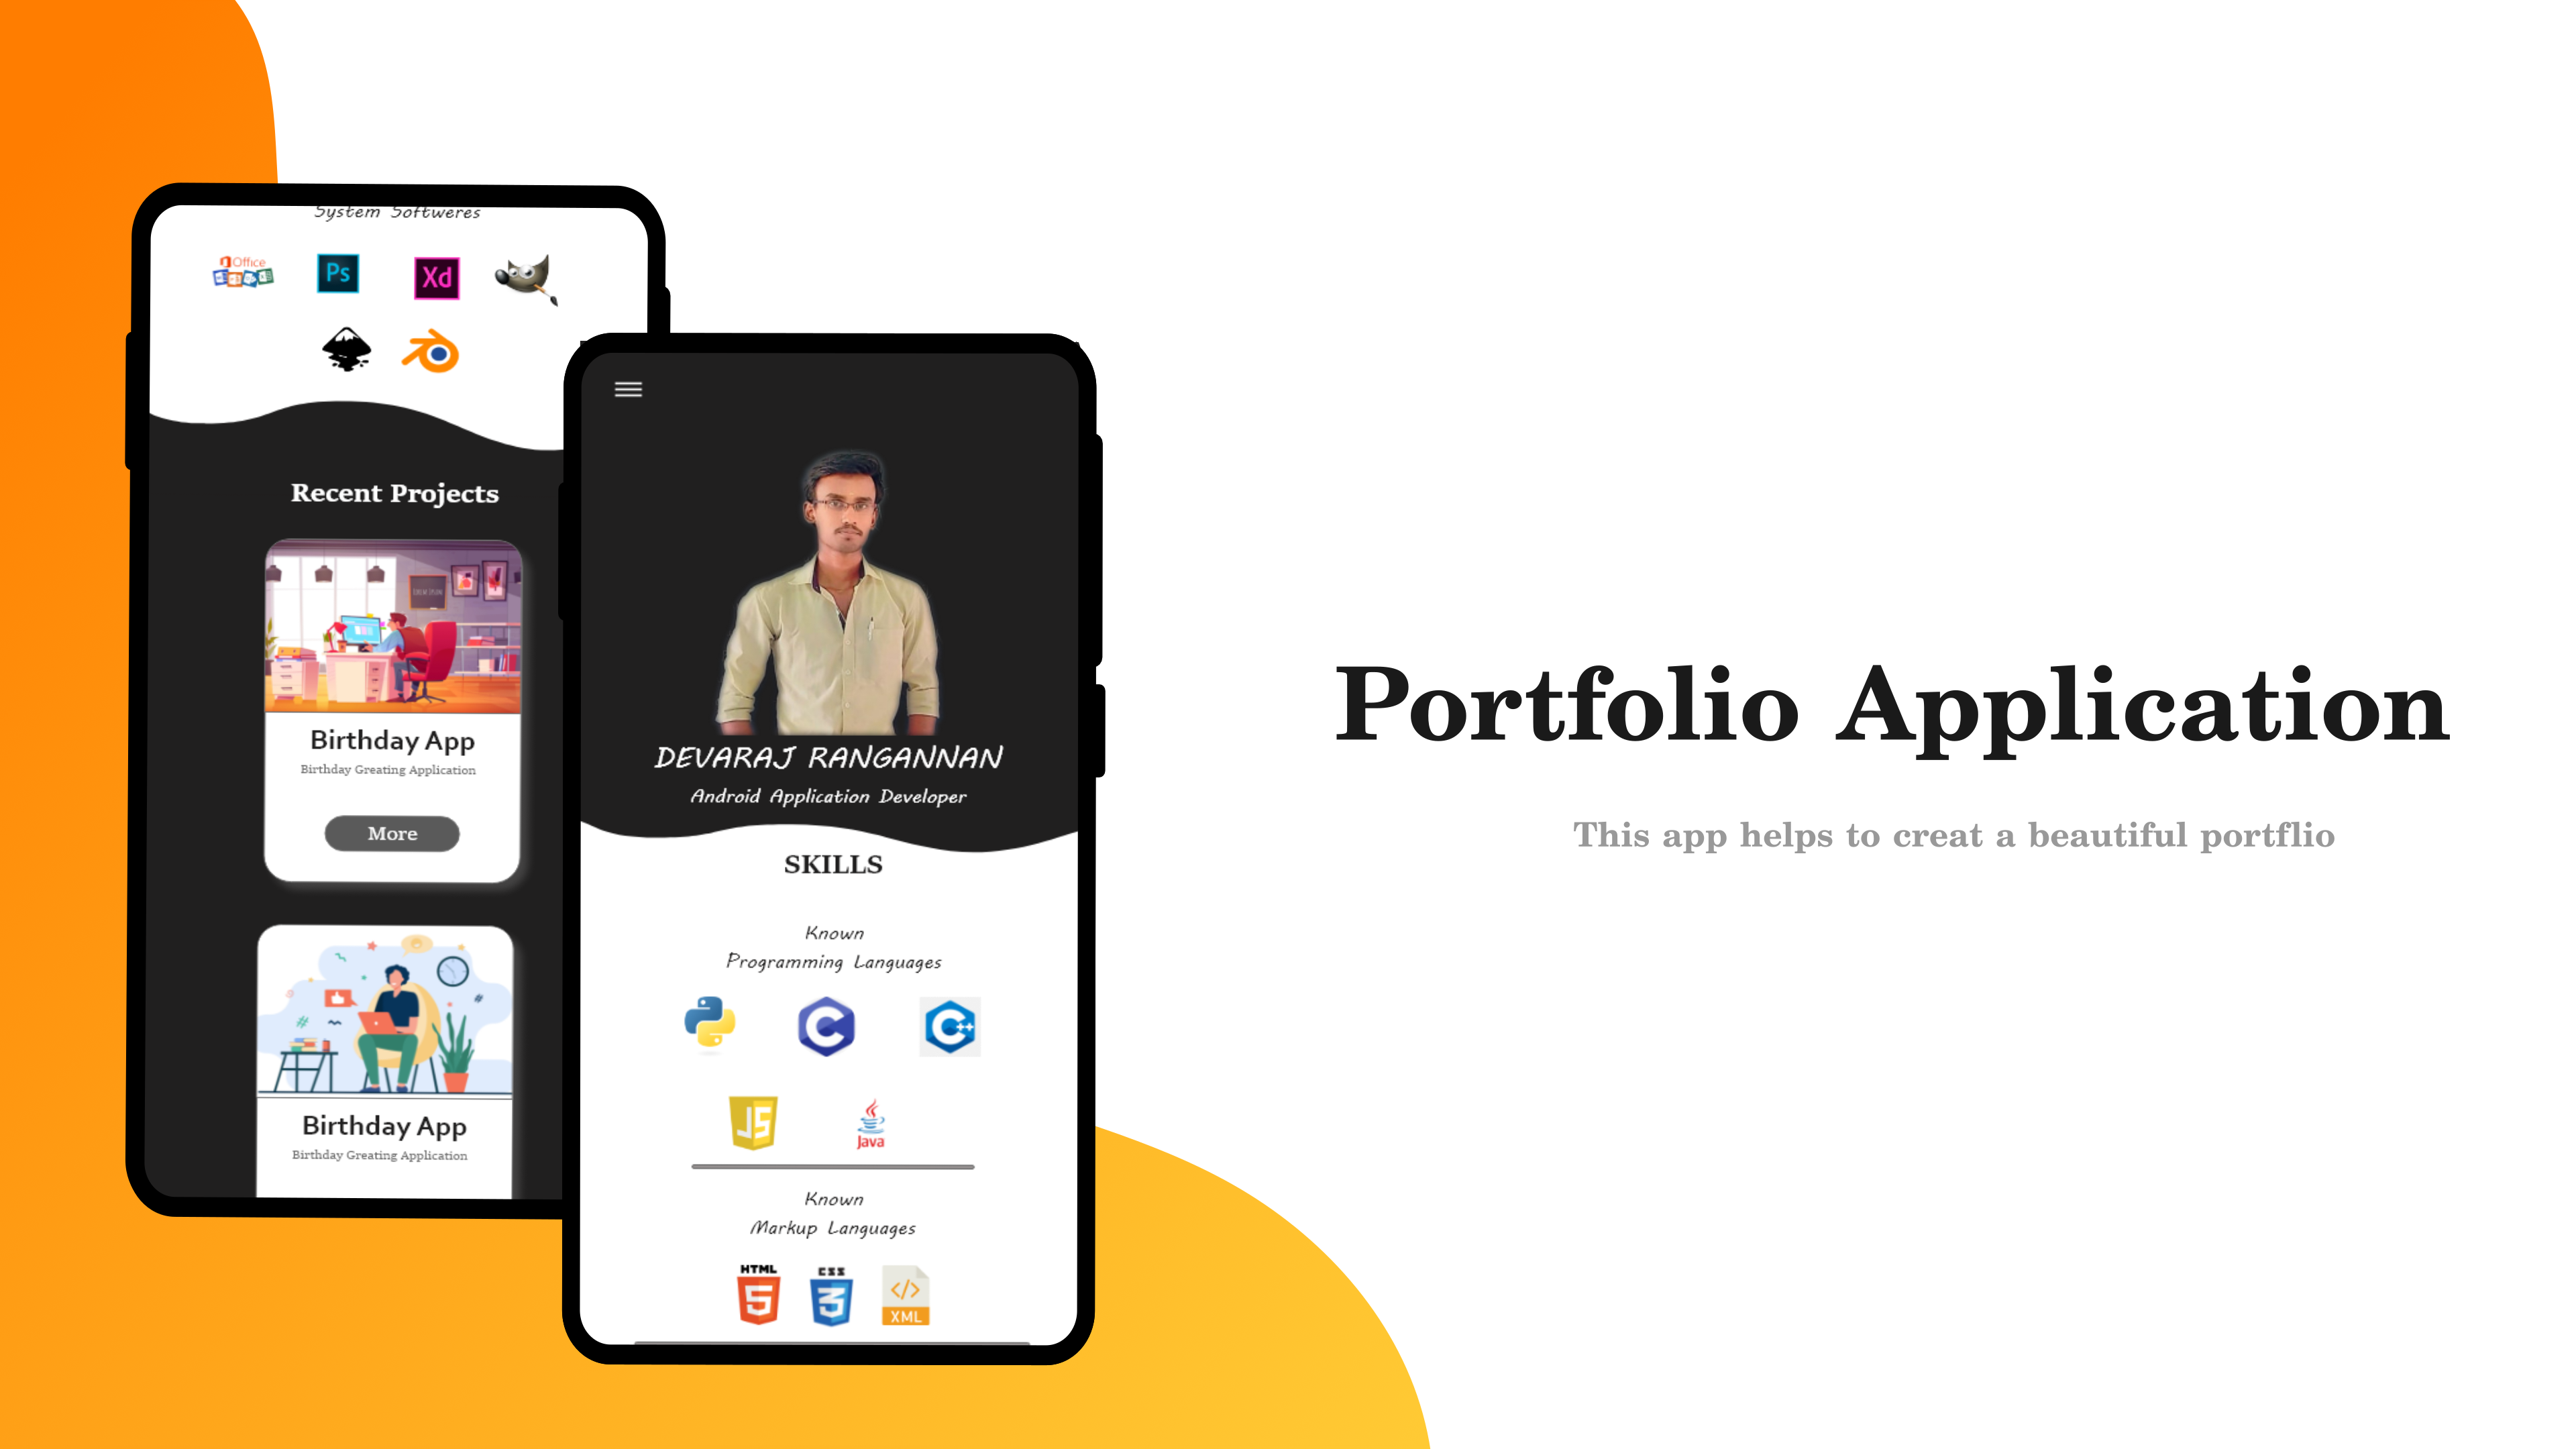 System Softweres
Office
Ps
Xd
Recent Projects
Birthday App
Birthday Greating Application
More
Birthday App
Birthday Greating Application
DEVARAJ RANGANNAN
Android Application Developer
SKILLS
Known
Programming Languages
C
C++
JS
Java
Known
Markup Languages
HTML
5
CSS
3
</>
XML
Portfolio Application
This app helps to creat a beautiful portflio